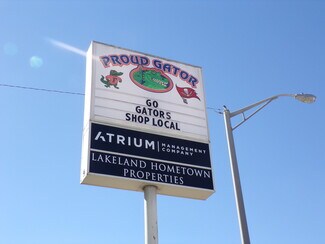 PROUD GATOR
GO
GATORS
SHOP LOCAL
ATRIUM MANAGEMENT
COMPANY
LAKELAND HOMETOWN
PROPERTIES